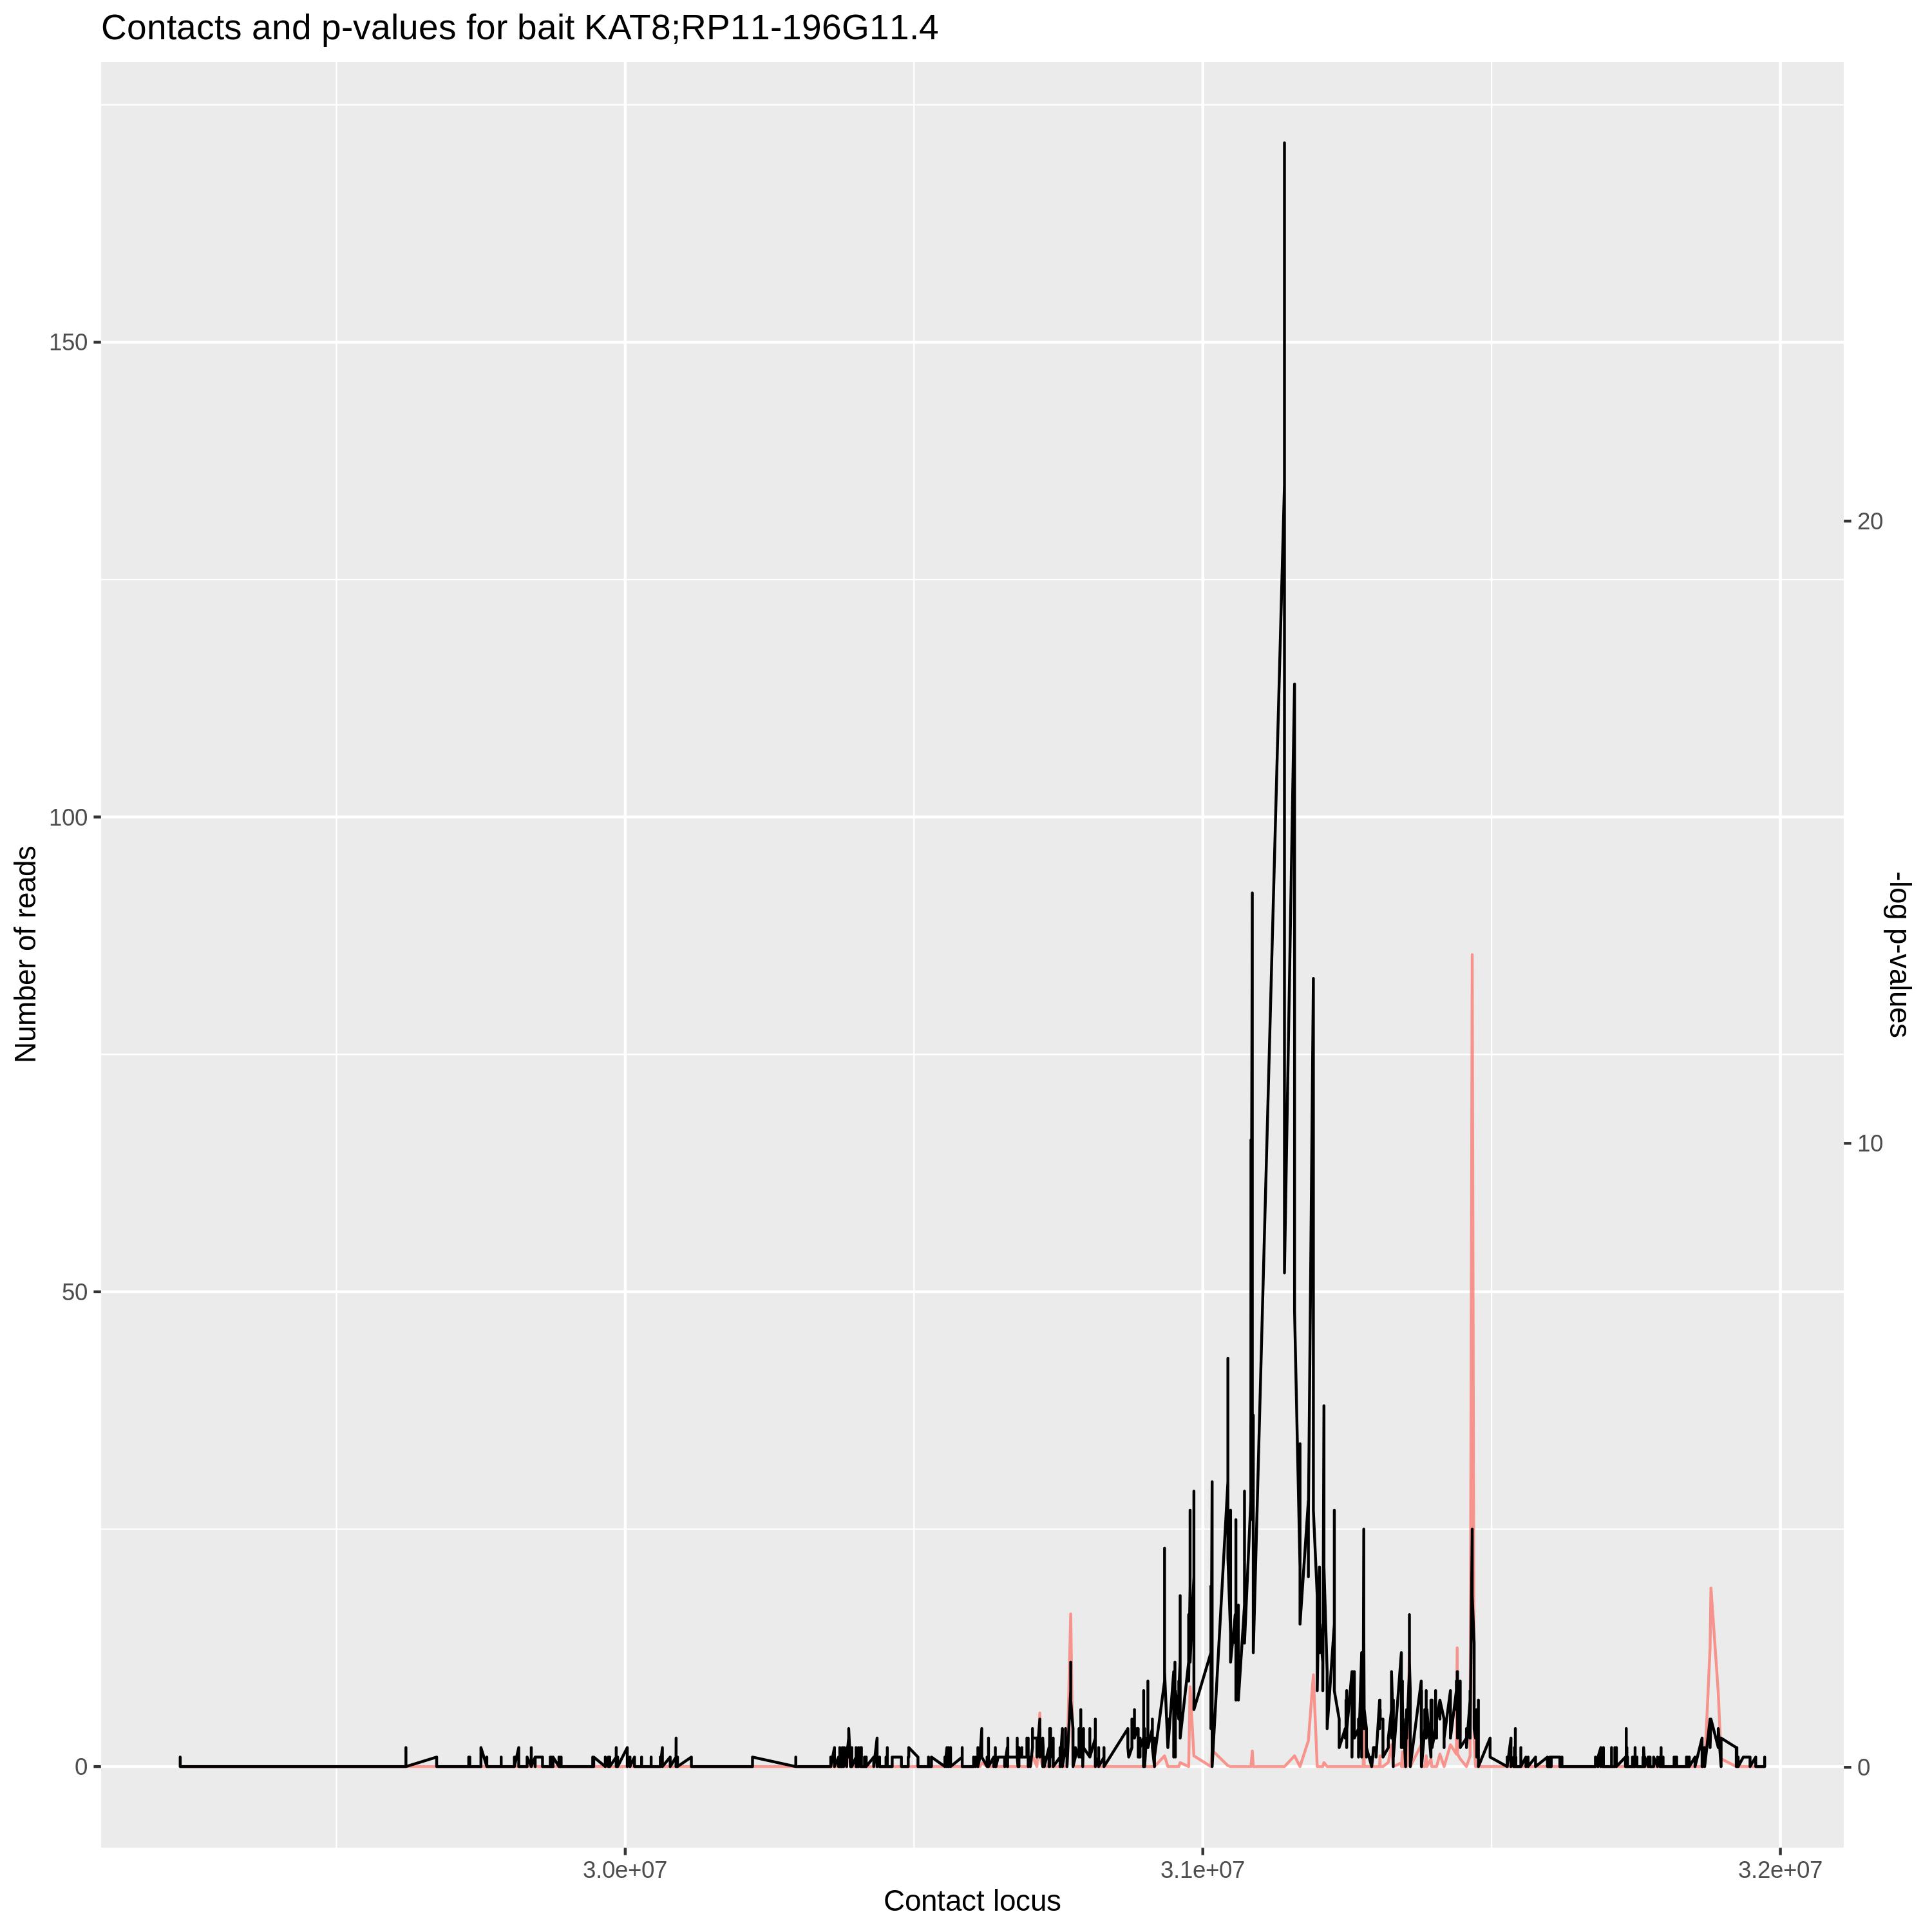 Contacts and p-values for bait KAT8;RP11-196G11.4
150
100
50
0
Number of reads
20
10
0
-log p-values
3.0e+07
3.1e+07
3.2e+07
Contact locus